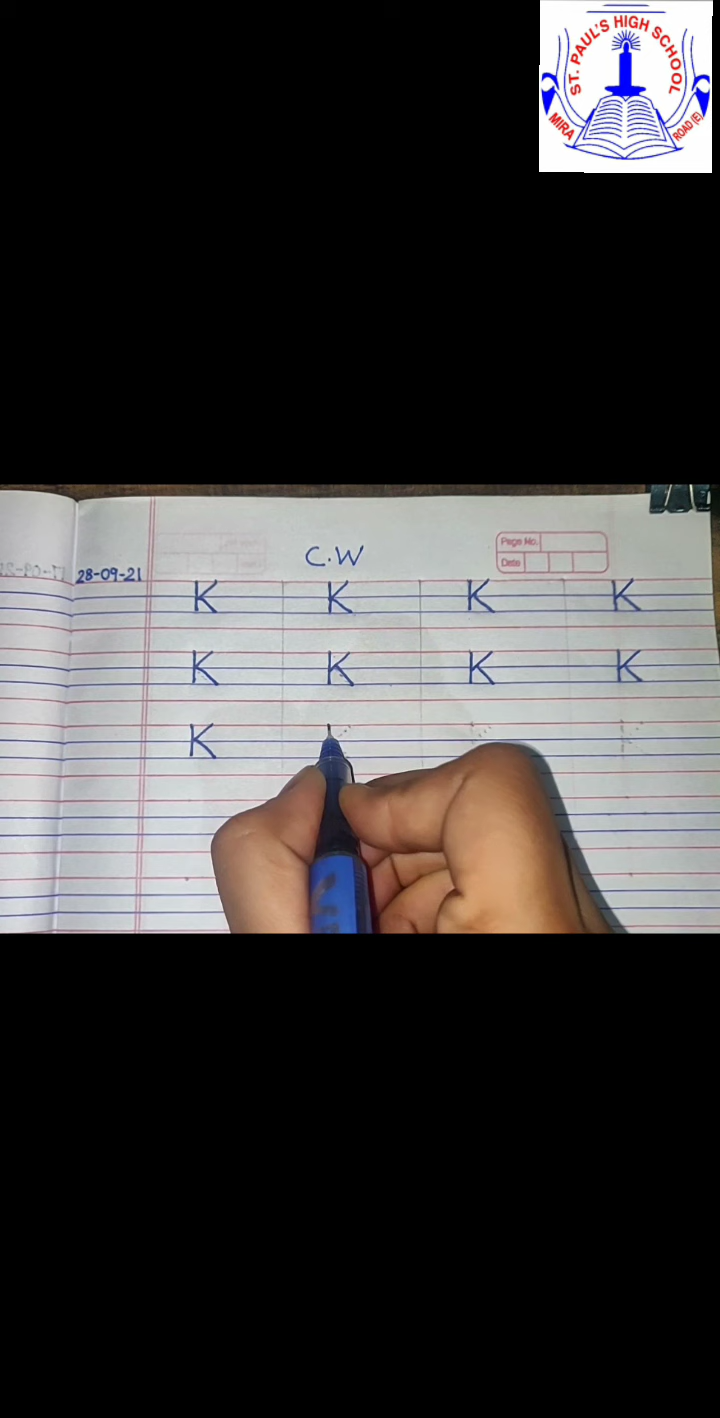 ST. PAUL'S HIGH SCHOOL
MIRA ROAD (E)
C.W
Page No.
Date
28-09-21
K K K K
K K K K
K